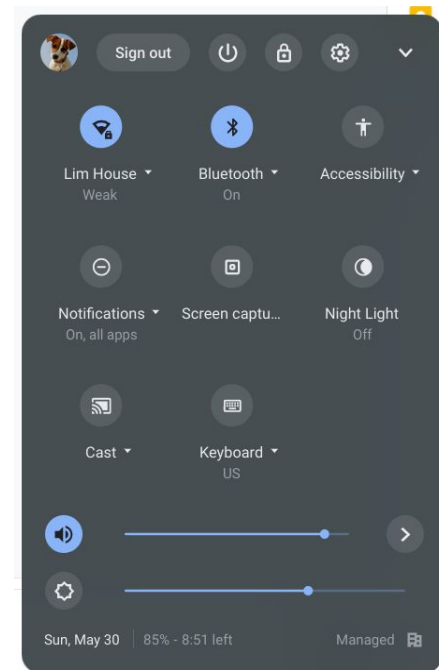 Sign out
Lim House Bluetooth Accessibility
Weak On
Notifications Screen captu... Night Light
On, all apps Off
Cast Keyboard
US
Sun, May 30 85% - 8:51 left Managed